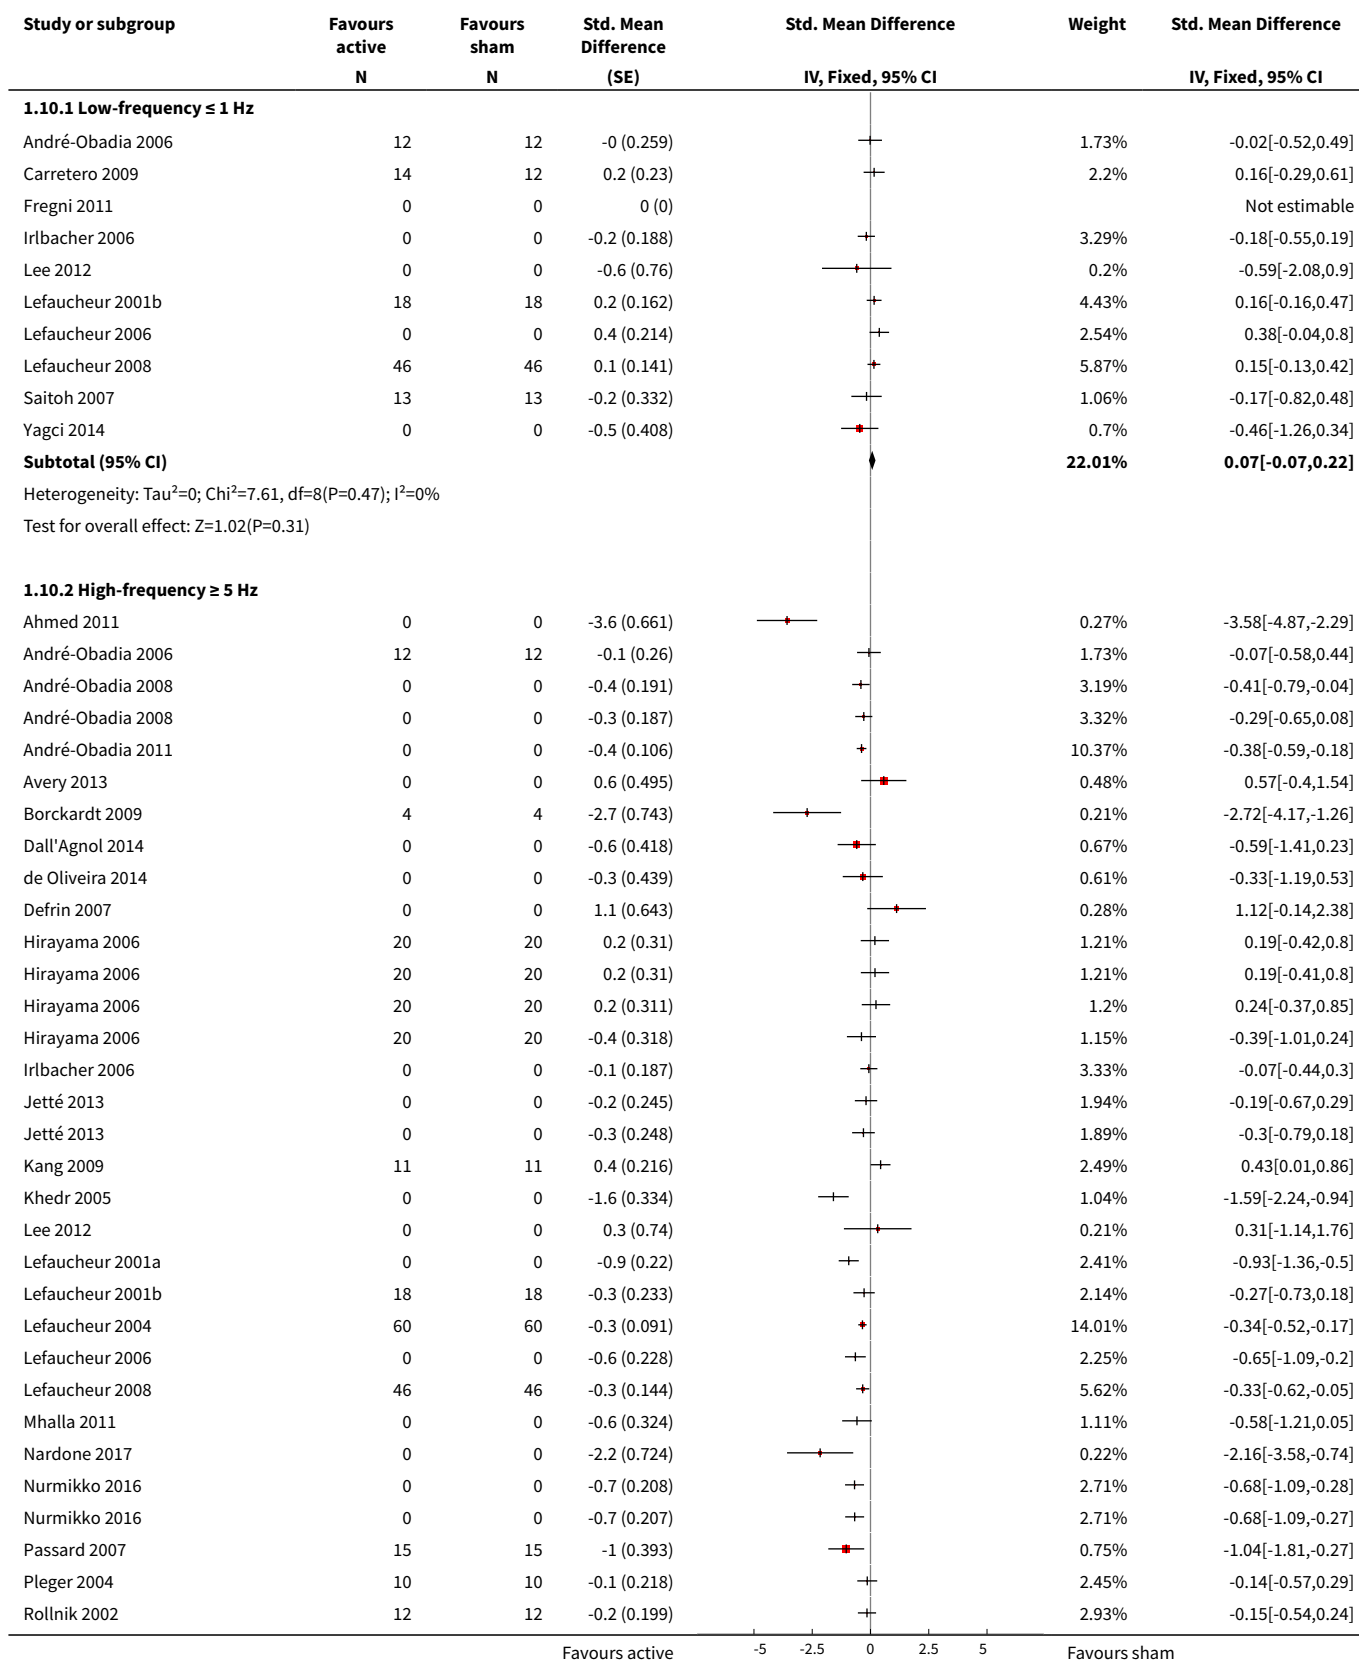 Study or subgroup Favours active Favours sham Std. Mean Difference Std. Mean Difference Weight Std. Mean Difference
N N (SE) IV, Fixed, 95% CI IV, Fixed, 95% CI
1.10.1 Low-frequency ≤ 1 Hz
André-Obadia 2006 12 12 -0 (0.259) 1.73% -0.02[-0.52,0.49]
Carretero 2009 14 12 0.2 (0.23) 2.2% 0.16[-0.29,0.61]
Fregni 2011 0 0 0 (0) Not estimable
Irlbacher 2006 0 0 -0.2 (0.188) 3.29% -0.18[-0.55,0.19]
Lee 2012 0 0 -0.6 (0.76) 0.2% -0.59[-2.08,0.9]
Lefaucheur 2001b 18 18 0.2 (0.162) 4.43% 0.16[-0.16,0.47]
Lefaucheur 2006 0 0 0.4 (0.214) 2.54% 0.38[-0.04,0.8]
Lefaucheur 2008 46 46 0.1 (0.141) 5.87% 0.15[-0.13,0.42]
Saitoh 2007 13 13 -0.2 (0.332) 1.06% -0.17[-0.82,0.48]
Yagci 2014 0 0 -0.5 (0.408) 0.7% -0.46[-1.26,0.34]
Subtotal (95% CI) 22.01% 0.07[-0.07,0.22]
Heterogeneity: Tau²=0; Chi²=7.61, df=8(P=0.47); I²=0%
Test for overall effect: Z=1.02(P=0.31)
1.10.2 High-frequency ≥ 5 Hz
Ahmed 2011 0 0 -3.6 (0.661) 0.27% -3.58[-4.87,-2.29]
André-Obadia 2006 12 12 -0.1 (0.26) 1.73% -0.07[-0.58,0.44]
André-Obadia 2008 0 0 -0.4 (0.191) 3.19% -0.41[-0.79,-0.04]
André-Obadia 2008 0 0 -0.3 (0.187) 3.32% -0.29[-0.65,0.08]
André-Obadia 2011 0 0 -0.4 (0.106) 10.37% -0.38[-0.59,-0.18]
Avery 2013 0 0 0.6 (0.495) 0.48% 0.57[-0.4,1.54]
Borckardt 2009 4 4 -2.7 (0.743) 0.21% -2.72[-4.17,-1.26]
Dall'Agnol 2014 0 0 -0.6 (0.418) 0.67% -0.59[-1.41,0.23]
de Oliveira 2014 0 0 -0.3 (0.439) 0.61% -0.33[-1.19,0.53]
Defrin 2007 0 0 1.1 (0.643) 0.28% 1.12[-0.14,2.38]
Hirayama 2006 20 20 0.2 (0.31) 1.21% 0.19[-0.42,0.8]
Hirayama 2006 20 20 0.2 (0.31) 1.21% 0.19[-0.41,0.8]
Hirayama 2006 20 20 0.2 (0.311) 1.2% 0.24[-0.37,0.85]
Hirayama 2006 20 20 -0.4 (0.318) 1.15% -0.39[-1.01,0.24]
Irlbacher 2006 0 0 -0.1 (0.187) 3.33% -0.07[-0.44,0.3]
Jetté 2013 0 0 -0.2 (0.245) 1.94% -0.19[-0.67,0.29]
Jetté 2013 0 0 -0.3 (0.248) 1.89% -0.3[-0.79,0.18]
Kang 2009 11 11 0.4 (0.216) 2.49% 0.43[0.01,0.86]
Khedr 2005 0 0 -1.6 (0.334) 1.04% -1.59[-2.24,-0.94]
Lee 2012 0 0 0.3 (0.74) 0.21% 0.31[-1.14,1.76]
Lefaucheur 2001a 0 0 -0.9 (0.22) 2.41% -0.93[-1.36,-0.5]
Lefaucheur 2001b 18 18 -0.3 (0.233) 2.14% -0.27[-0.73,0.18]
Lefaucheur 2004 60 60 -0.3 (0.091) 14.01% -0.34[-0.52,-0.17]
Lefaucheur 2006 0 0 -0.6 (0.228) 2.25% -0.65[-1.09,-0.2]
Lefaucheur 2008 46 46 -0.3 (0.144) 5.62% -0.33[-0.62,-0.05]
Mhalla 2011 0 0 -0.6 (0.324) 1.11% -0.58[-1.21,0.05]
Nardone 2017 0 0 -2.2 (0.724) 0.22% -2.16[-3.58,-0.74]
Nurmikko 2016 0 0 -0.7 (0.208) 2.71% -0.68[-1.09,-0.28]
Nurmikko 2016 0 0 -0.7 (0.207) 2.71% -0.68[-1.09,-0.27]
Passard 2007 15 15 -1 (0.393) 0.75% -1.04[-1.81,-0.27]
Pleger 2004 10 10 -0.1 (0.218) 2.45% -0.14[-0.57,0.29]
Rollnik 2002 12 12 -0.2 (0.199) 2.93% -0.15[-0.54,0.24]
Favours active -5 -2.5 0 2.5 5 Favours sham